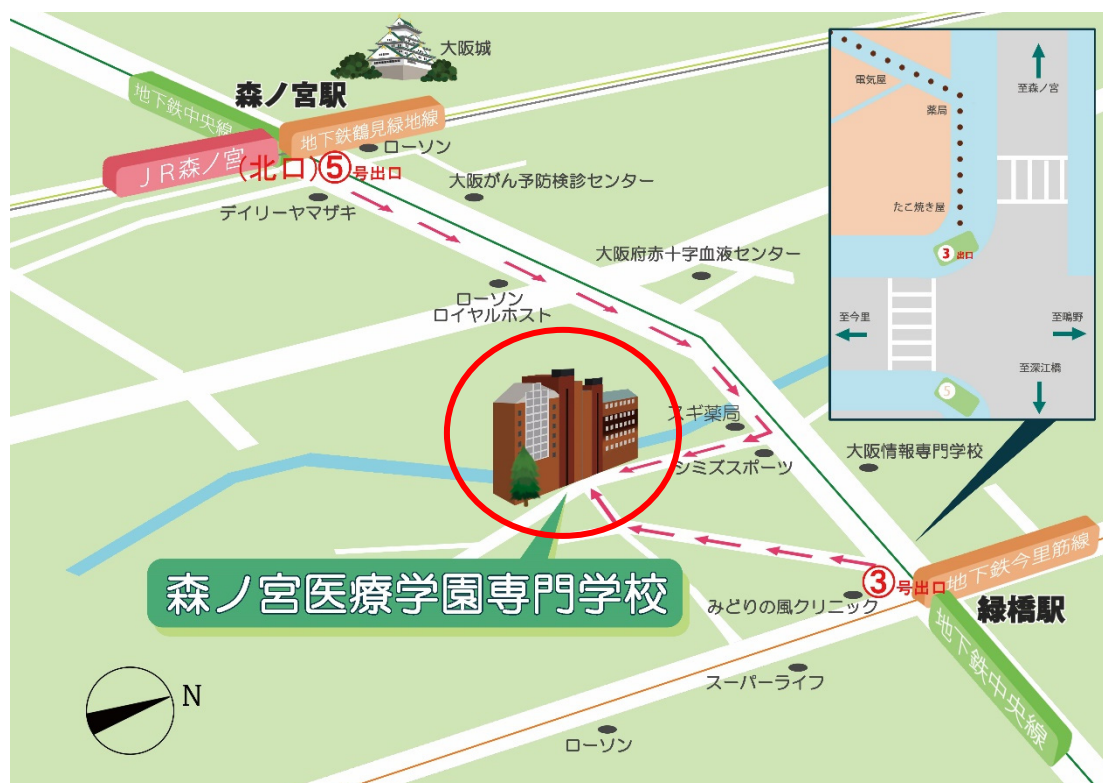 大阪城
森ノ宮駅
地下鉄中央線
地下鉄鶴見緑地線
JR森ノ宮
(北口)⑤号出口
ローソン
デイリーヤマザキ
大阪がん予防検診センター
大阪府赤十字血液センター
ローソン
ロイヤルホスト
スギ薬局
シミズスポーツ
大阪情報専門学校
森ノ宮医療学園専門学校
③号出口
みどりの風クリニック
地下鉄今里筋線
緑橋駅
地下鉄中央線
スーパーライフ
ローソン
N
電気屋
薬局
たこ焼き屋
③出口
至森ノ宮
至今里
至鴫野
至深江橋
⑤